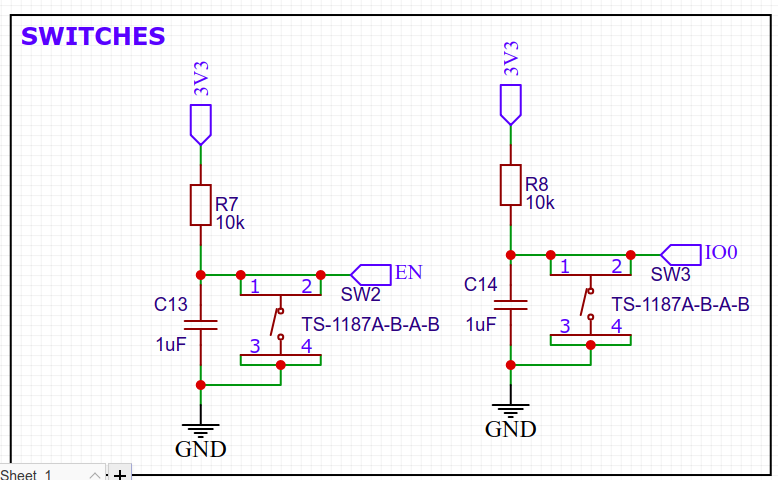 SWITCHES
3V3
R7
10k
C13
1uF
1 2
3 4
EN
SW2
TS-1187A-B-A-B
GND
3V3
R8
10k
C14
1uF
1 2
3 4
IO0
SW3
TS-1187A-B-A-B
GND
Sheet_1